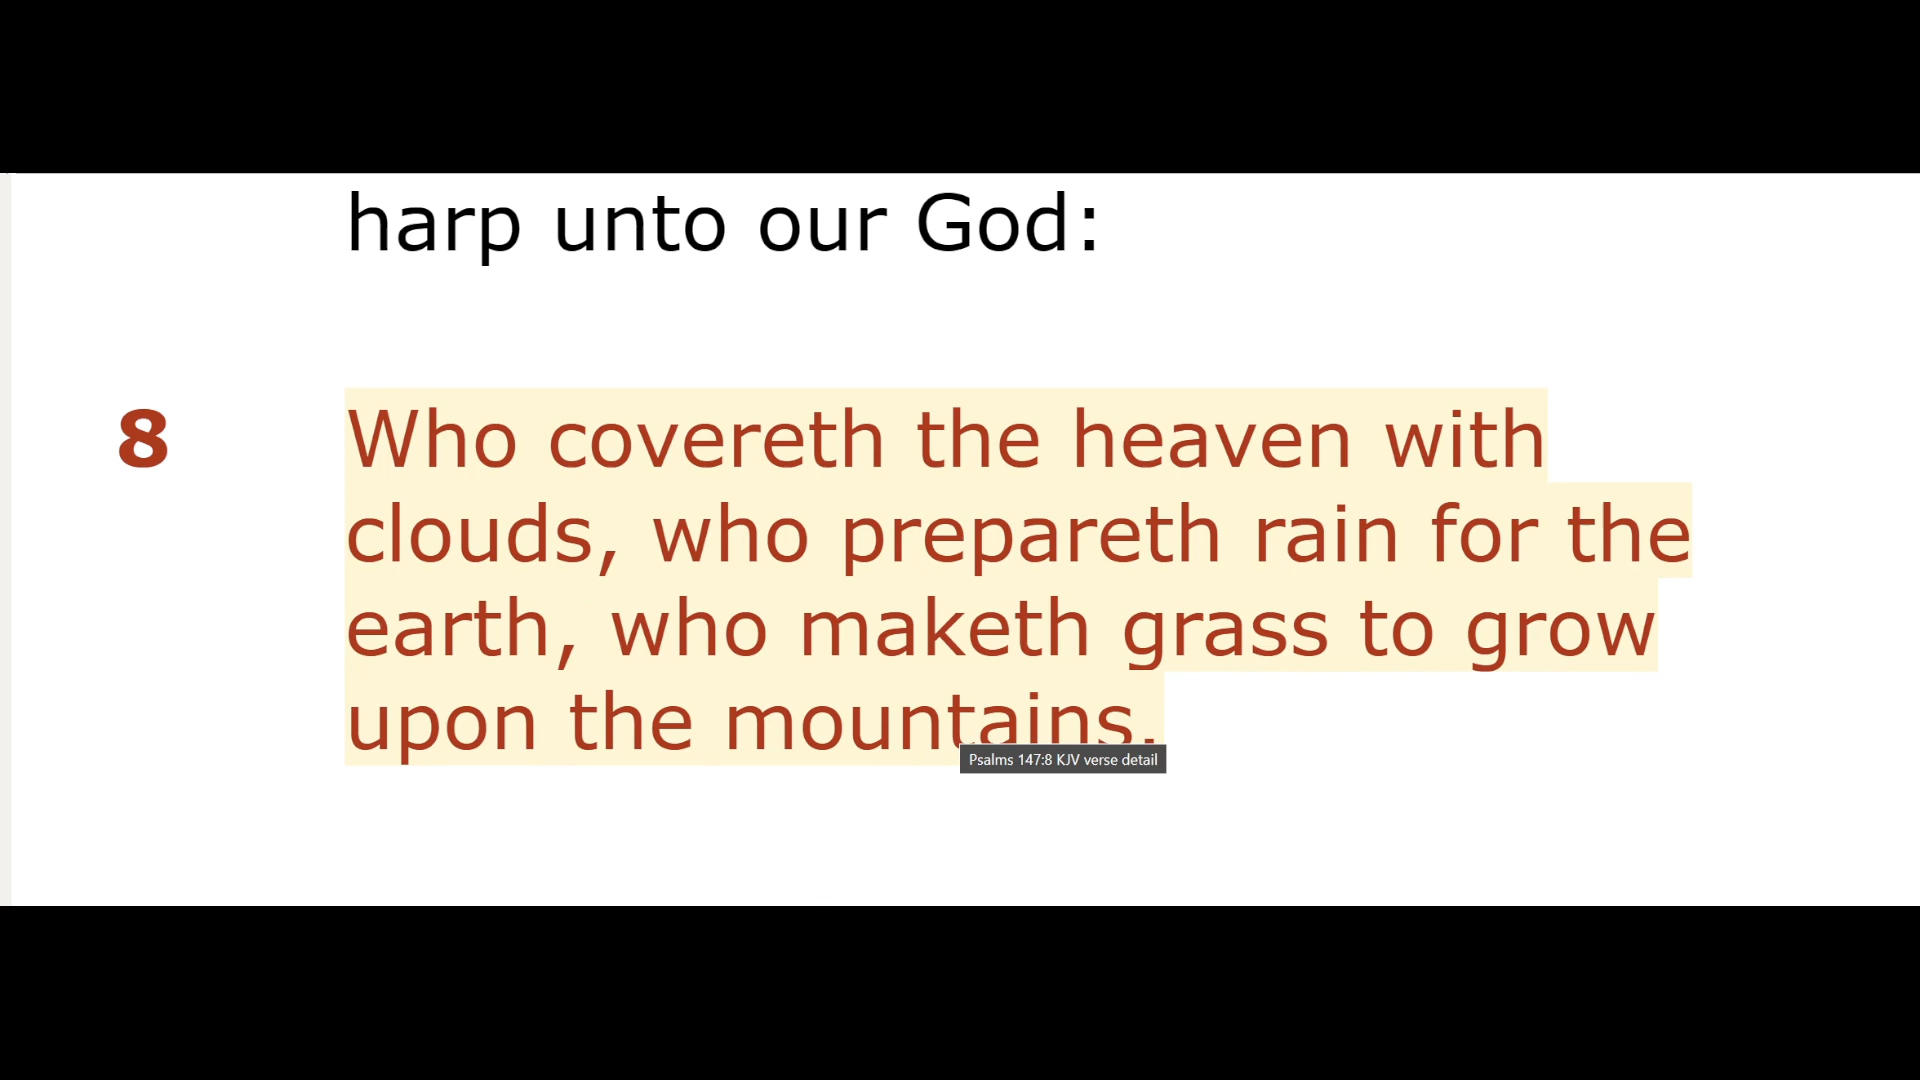 harp unto our God:
8 Who covereth the heaven with
clouds, who prepareth rain for the
earth, who maketh grass to grow
upon the mountains.
Psalms 147:8 KJV verse detail